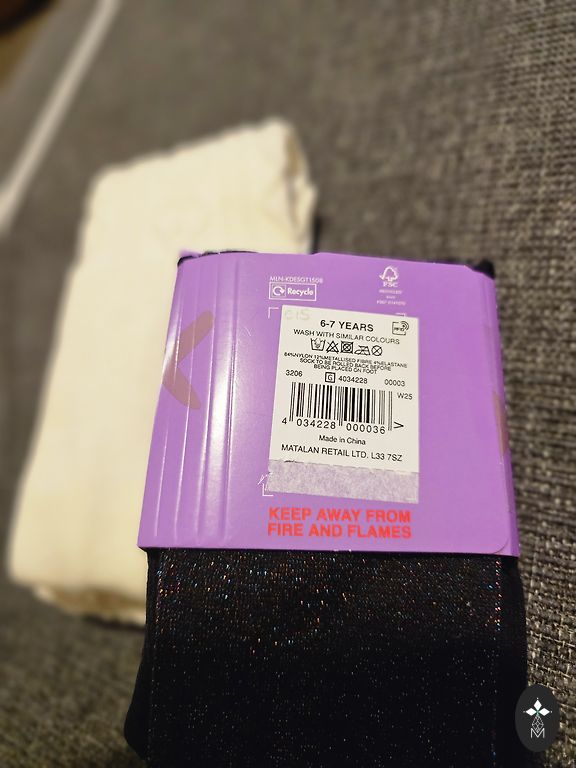 MLN-KDESGT1508
Recycle
FSC
6-7 YEARS
WASH WITH SIMILAR COLOURS
84%NYLON 12%METALLISED FIBRE 4%ELASTANE
SOCK TO BE ROLLED BACK BEFORE
BEING PLACED ON FOOT
3206 G 4034228 00003
W25
4 034228 000036 V
Made in China
MATALAN RETAIL LTD. L33 7SZ
KEEP AWAY FROM
FIRE AND FLAMES
M